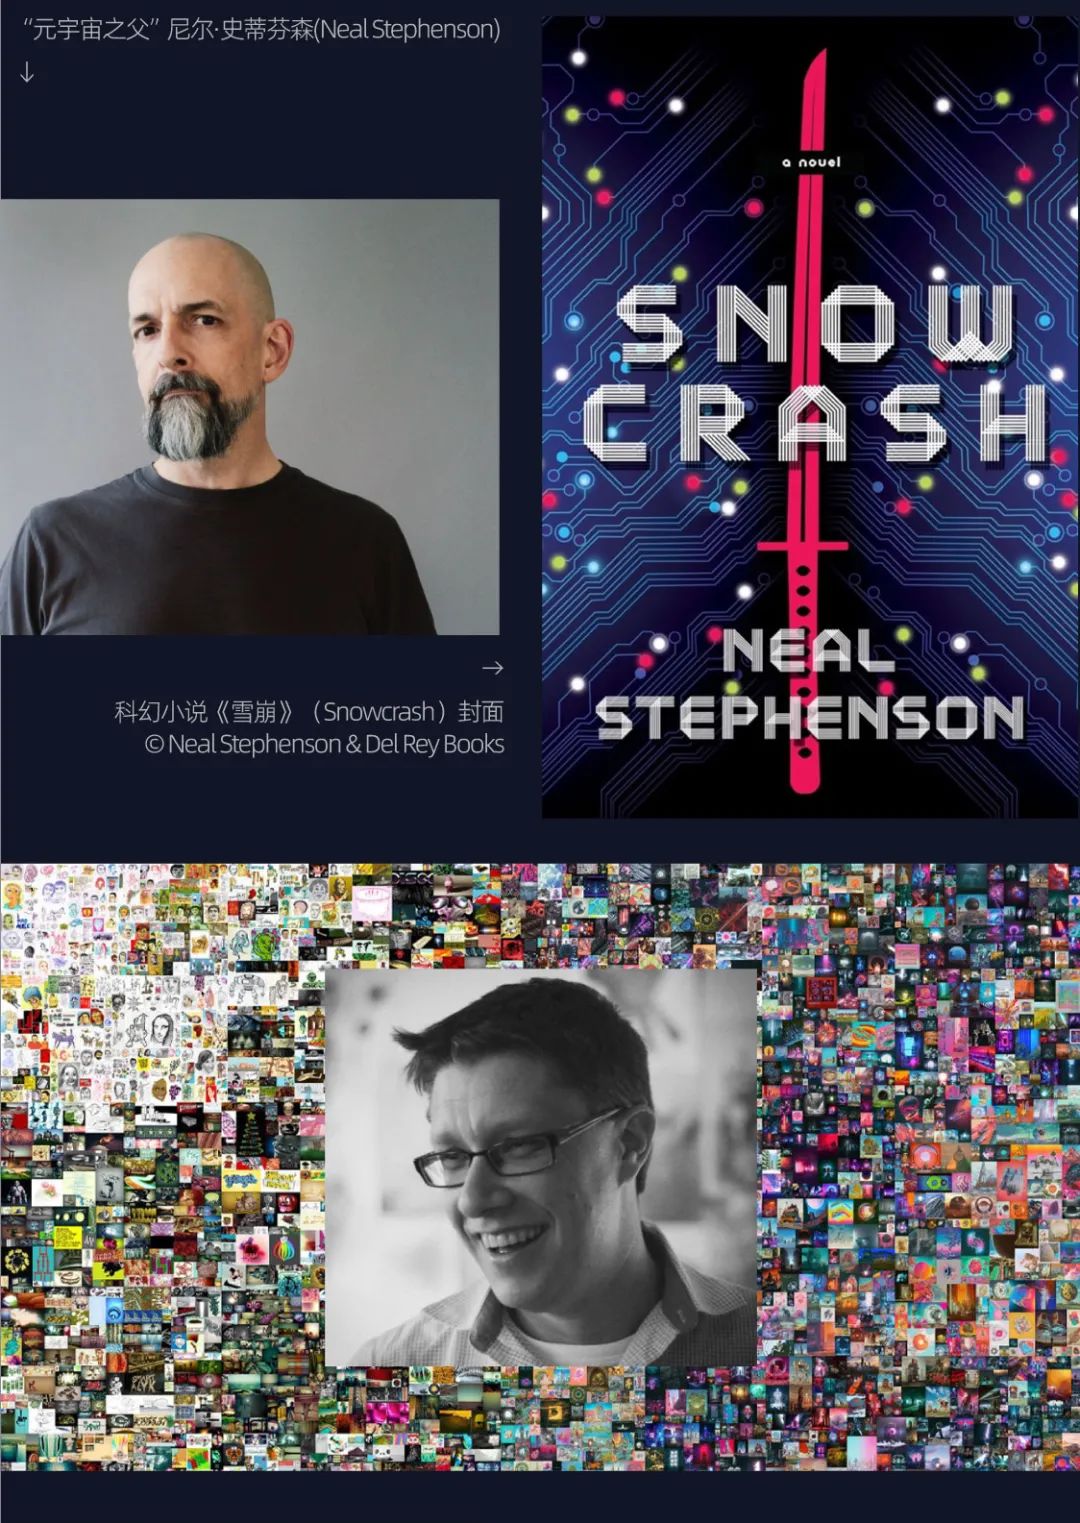 “元宇宙之父”尼尔·史蒂芬森(Neal Stephenson)
↓
a novel
SNOW
CRASH
NEAL
STEPHENSON
→
科幻小说《雪崩》（Snowcrash）封面
© Neal Stephenson & Del Rey Books